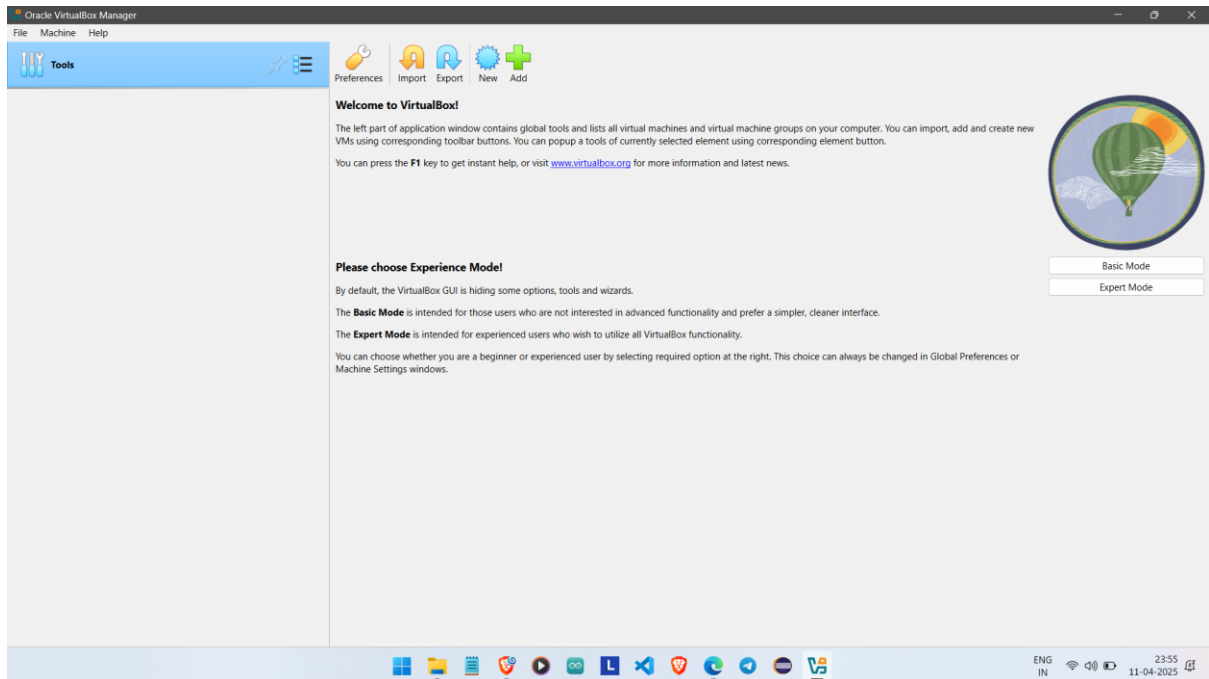 Oracle VirtualBox Manager
File Machine Help
Tools
Preferences Import Export New Add
Welcome to VirtualBox!
The left part of application window contains global tools and lists all virtual machines and virtual machine groups on your computer. You can import, add and create new
VMs using corresponding toolbar buttons. You can popup a tools of currently selected element using corresponding element button.
You can press the F1 key to get instant help, or visit www.virtualbox.org for more information and latest news.
Please choose Experience Mode!
By default, the VirtualBox GUI is hiding some options, tools and wizards.
The Basic Mode is intended for those users who are not interested in advanced functionality and prefer a simpler, cleaner interface.
The Expert Mode is intended for experienced users who wish to utilize all VirtualBox functionality.
You can choose whether you are a beginner or experienced user by selecting required option at the right. This choice can always be changed in Global Preferences or
Machine Settings windows.
Basic Mode
Expert Mode
L
ENG
IN
23:55
11-04-2025